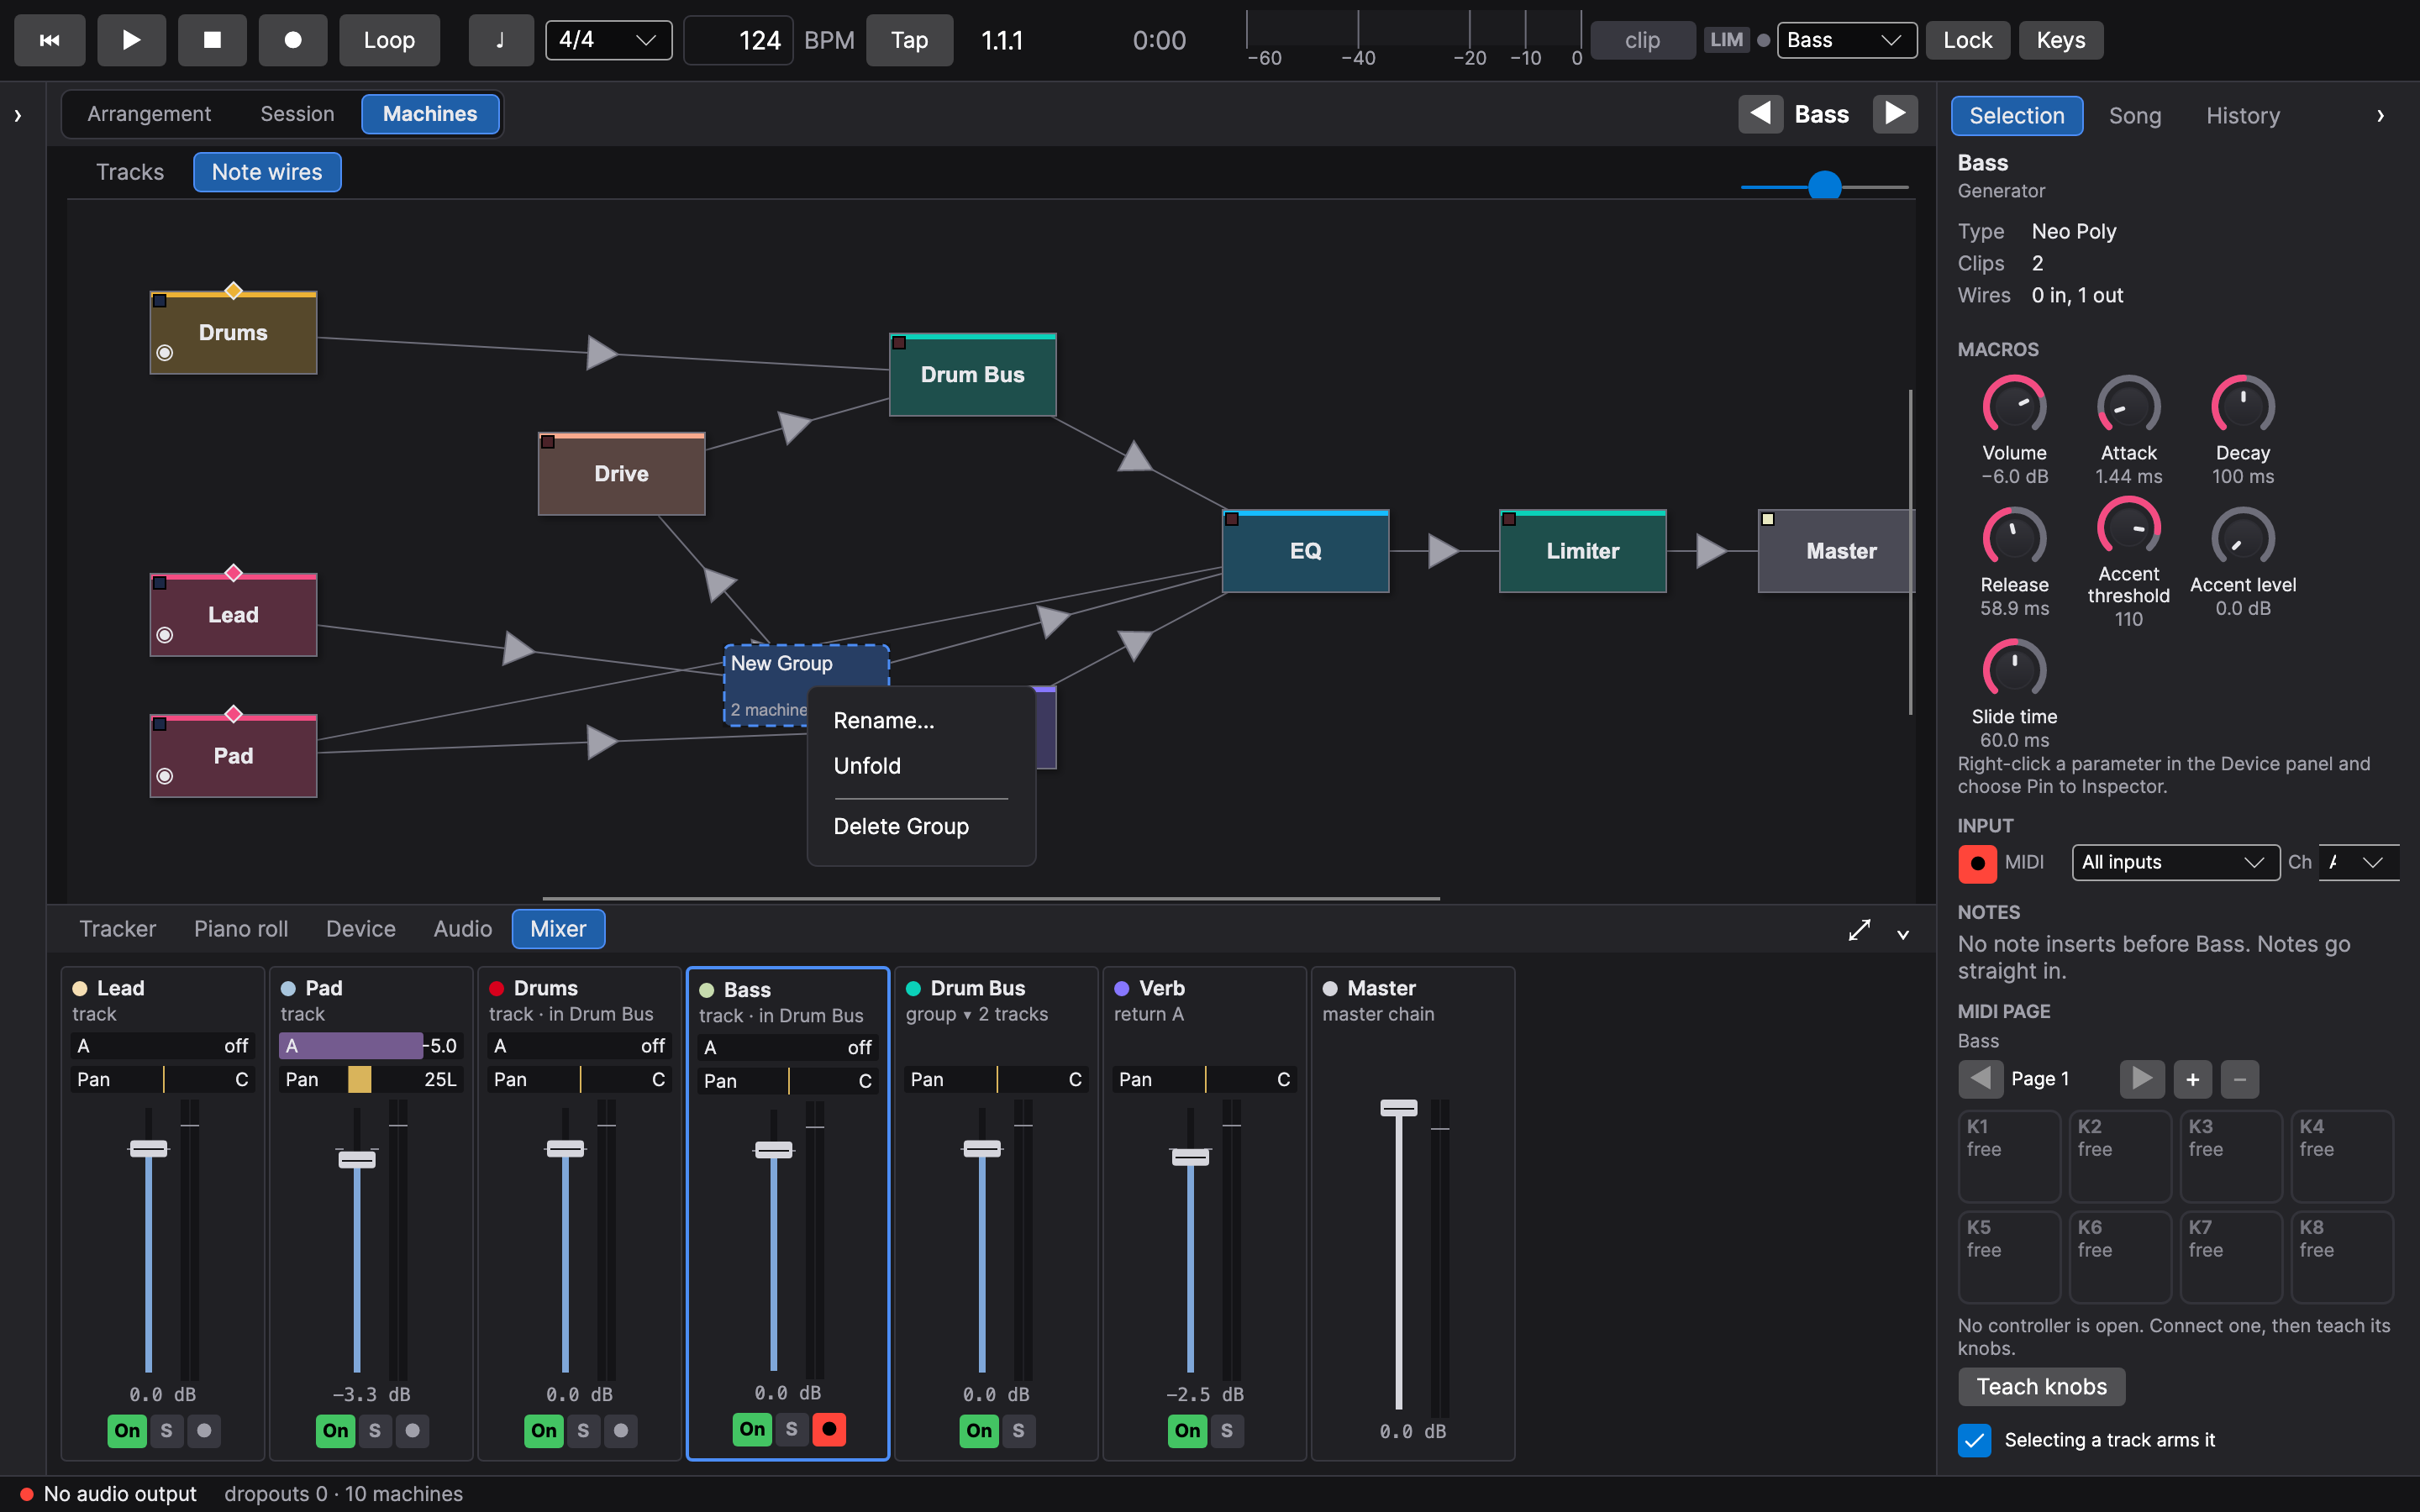 Loop
4/4
124
BPM
Tap
1.1.1
0:00
−60
−40
−20
−10
0
clip
LIM
Bass
Lock
Keys
Arrangement
Session
Machines
Bass
Tracks
Note wires
Drums
Drum Bus
Drive
Lead
Pad
New Group
2 machine
EQ
Limiter
Master
Rename...
Unfold
Delete Group
Selection
Song
History
Bass
Generator
Type Neo Poly
Clips 2
Wires 0 in, 1 out
MACROS
Volume
−6.0 dB
Attack
1.44 ms
Decay
100 ms
Release
58.9 ms
Accent
threshold
110
Accent level
0.0 dB
Slide time
60.0 ms
Right-click a parameter in the Device panel and
choose Pin to Inspector.
INPUT
MIDI
All inputs
Ch
NOTES
No note inserts before Bass. Notes go
straight in.
MIDI PAGE
Bass
Page 1
+
−
K1
free
K2
free
K3
free
K4
free
K5
free
K6
free
K7
free
K8
free
No controller is open. Connect one, then teach its
knobs.
Teach knobs
Selecting a track arms it
Tracker
Piano roll
Device
Audio
Mixer
Lead
track
A off
Pan C
0.0 dB
On S
Pad
track
A −5.0
Pan 25L
−3.3 dB
On S
Drums
track · in Drum Bus
A off
Pan C
0.0 dB
On S
Bass
track · in Drum Bus
A off
Pan C
0.0 dB
On S
Drum Bus
group ▾ 2 tracks
Pan C
0.0 dB
On S
Verb
return A
Pan C
−2.5 dB
On S
Master
master chain
0.0 dB
No audio output
dropouts 0 · 10 machines